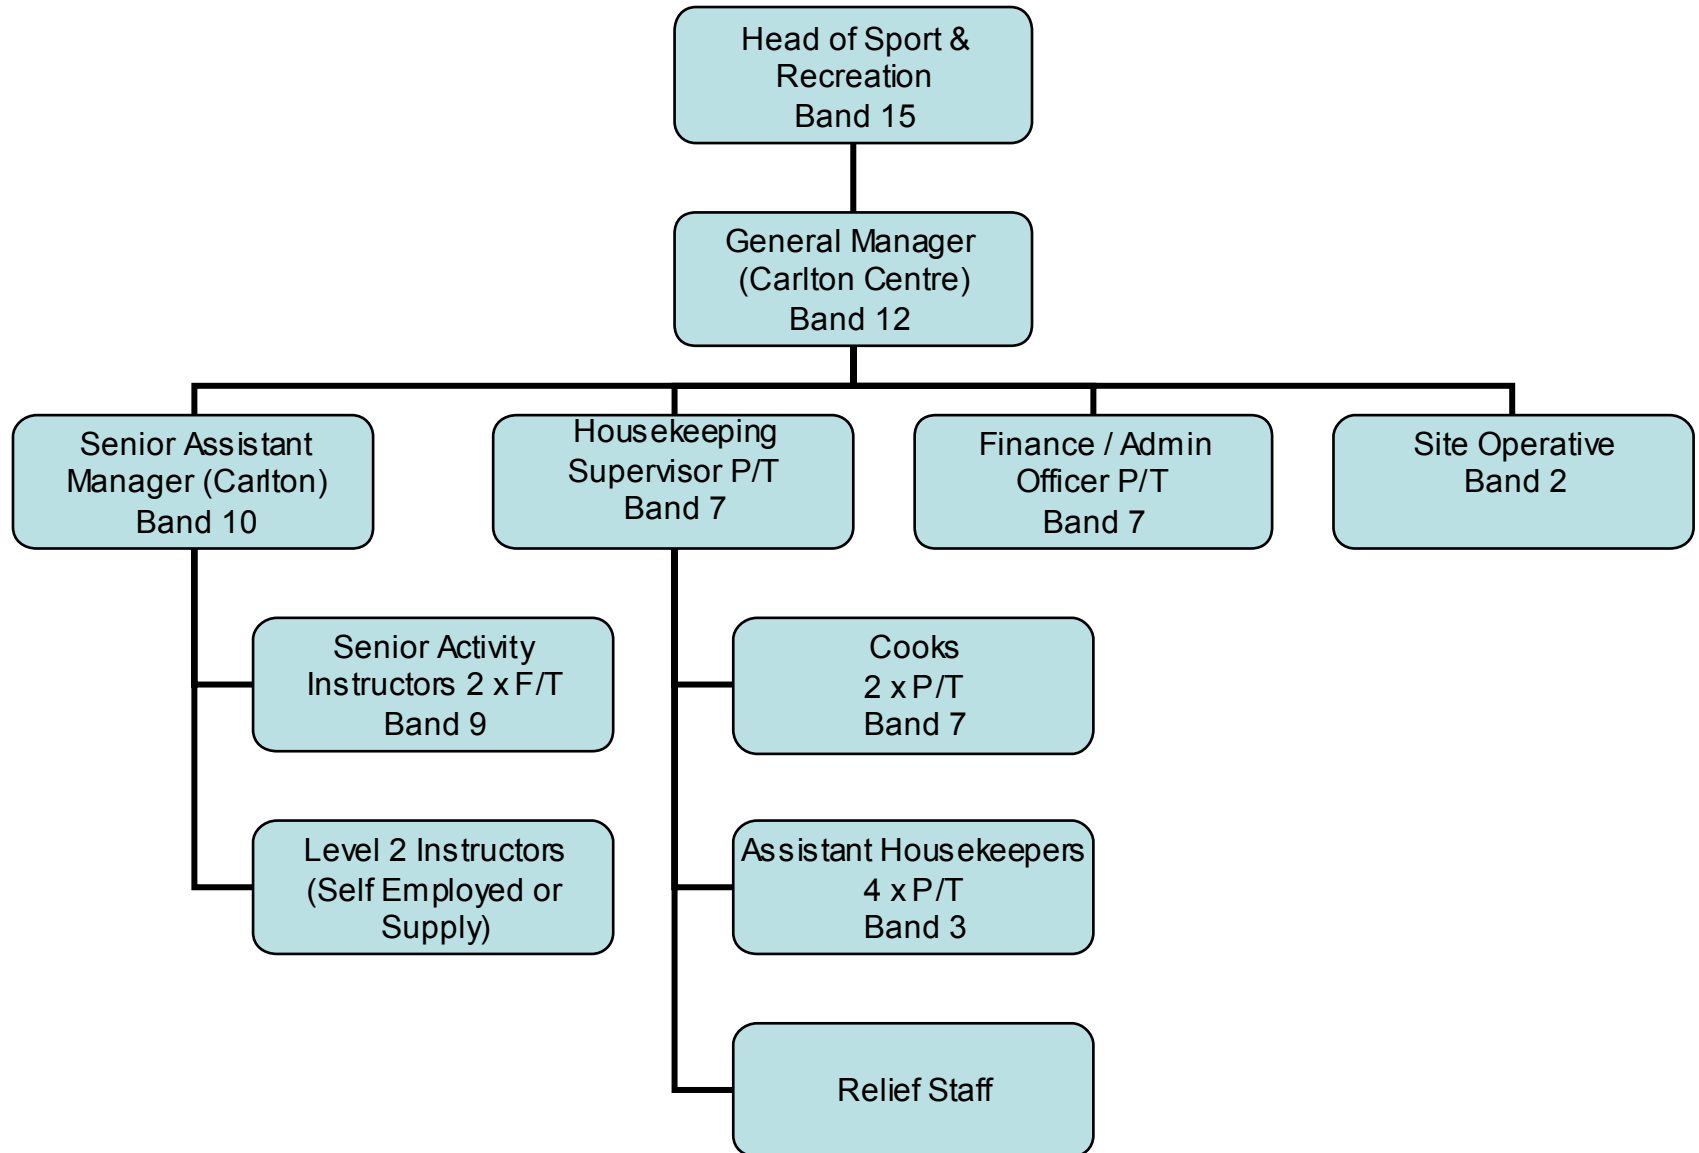 Head of Sport &
Recreation
Band 15
General Manager
(Carlton Centre)
Band 12
Senior Assistant
Manager (Carlton)
Band 10
Housekeeping
Supervisor P/T
Band 7
Finance / Admin
Officer P/T
Band 7
Site Operative
Band 2
Senior Activity
Instructors 2 x F/T
Band 9
Cooks
2 x P/T
Band 7
Level 2 Instructors
(Self Employed or
Supply)
Assistant Housekeepers
4 x P/T
Band 3
Relief Staff